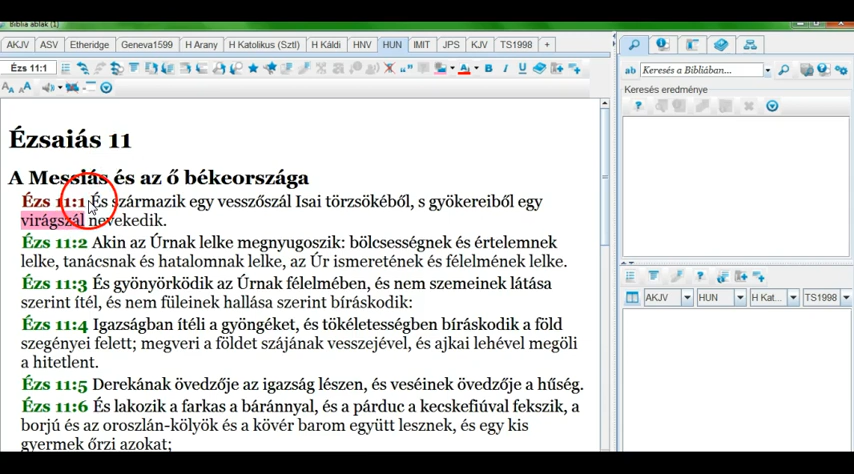 Biblia ablak (1)
AKJV ASV Etheridge Geneva1599 H Arany H Katolikus (Sztl) H Káldi HNV HUN IMIT JPS KJV TS1998 +
Ézs 11:1
B I U
A A A A
ab Keresés a Bibliában...
Keresés eredménye
Ézsaiás 11
A Messiás és az ő békeországa
Ézs 11:1 És származik egy vesszőszál Isai törzsökéből, s gyökereiből egy
virágszál nevekedik.
Ézs 11:2 Akin az Úrnak lelke megnyugoszik: bölcsességnek és értelemnek
lelke, tanácsnak és hatalomnak lelke, az Úr ismeretének és félelmének lelke.
Ézs 11:3 És gyönyörködik az Úrnak félelmében, és nem szemeinek látása
szerint ítél, és nem füleinek hallása szerint bíráskodik:
Ézs 11:4 Igazságban ítéli a gyöngéket, és tökéletességben bíráskodik a föld
szegényei felett; megveri a földet szájának vesszejével, és ajkai lehével megöli
a hitetlent.
Ézs 11:5 Derekának övedzője az igazság lészen, és veséinek övedzője a hűség.
Ézs 11:6 És lakozik a farkas a báránnyal, és a párduc a kecskefiúval fekszik, a
borjú és az oroszlán-kölyök és a kövér barom együtt lesznek, és egy kis
gyermek őrzi azokat;
AKJV HUN H Kat... TS1998